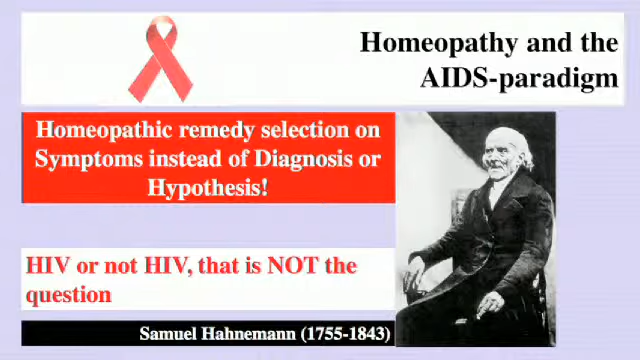 Homeopathy and the
AIDS-paradigm
Homeopathic remedy selection on
Symptoms instead of Diagnosis or
Hypothesis!
HIV or not HIV, that is NOT the
question
Samuel Hahnemann (1755-1843)